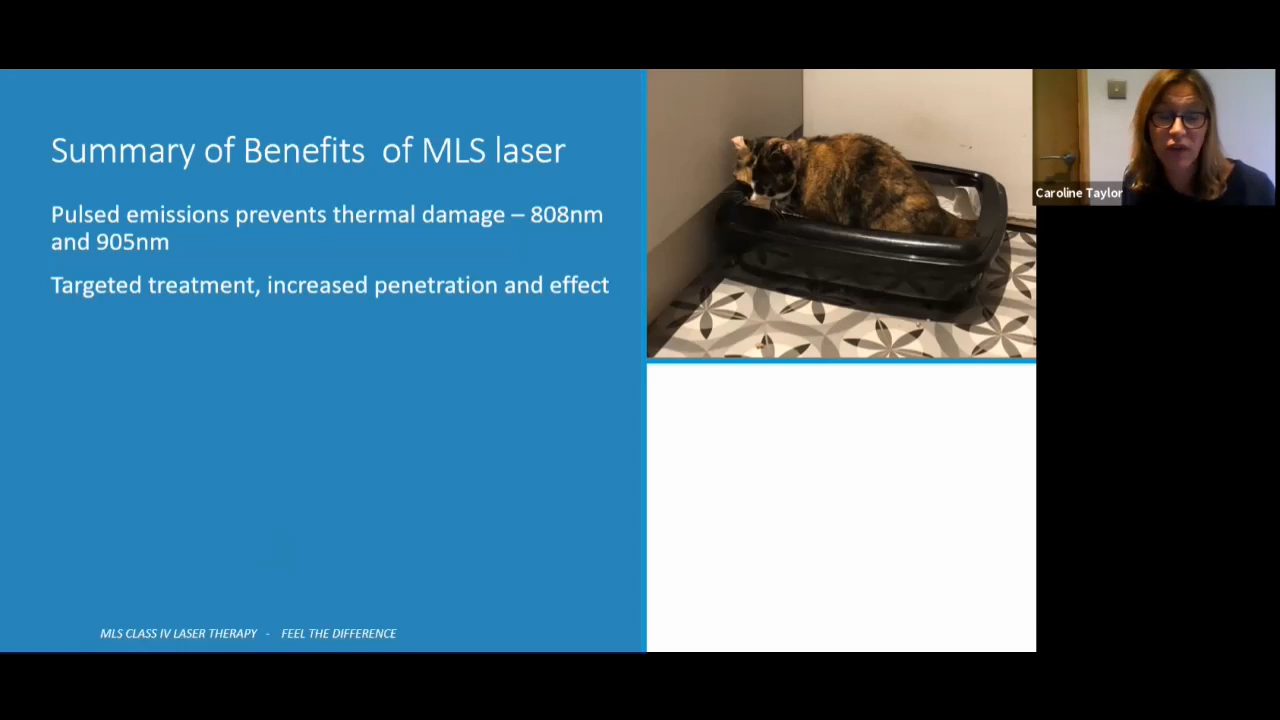 Summary of Benefits  of MLS laser
Pulsed emissions prevents thermal damage – 808nm
and 905nm
Targeted treatment, increased penetration and effect
MLS CLASS IV LASER THERAPY  -  FEEL THE DIFFERENCE
Caroline Taylor